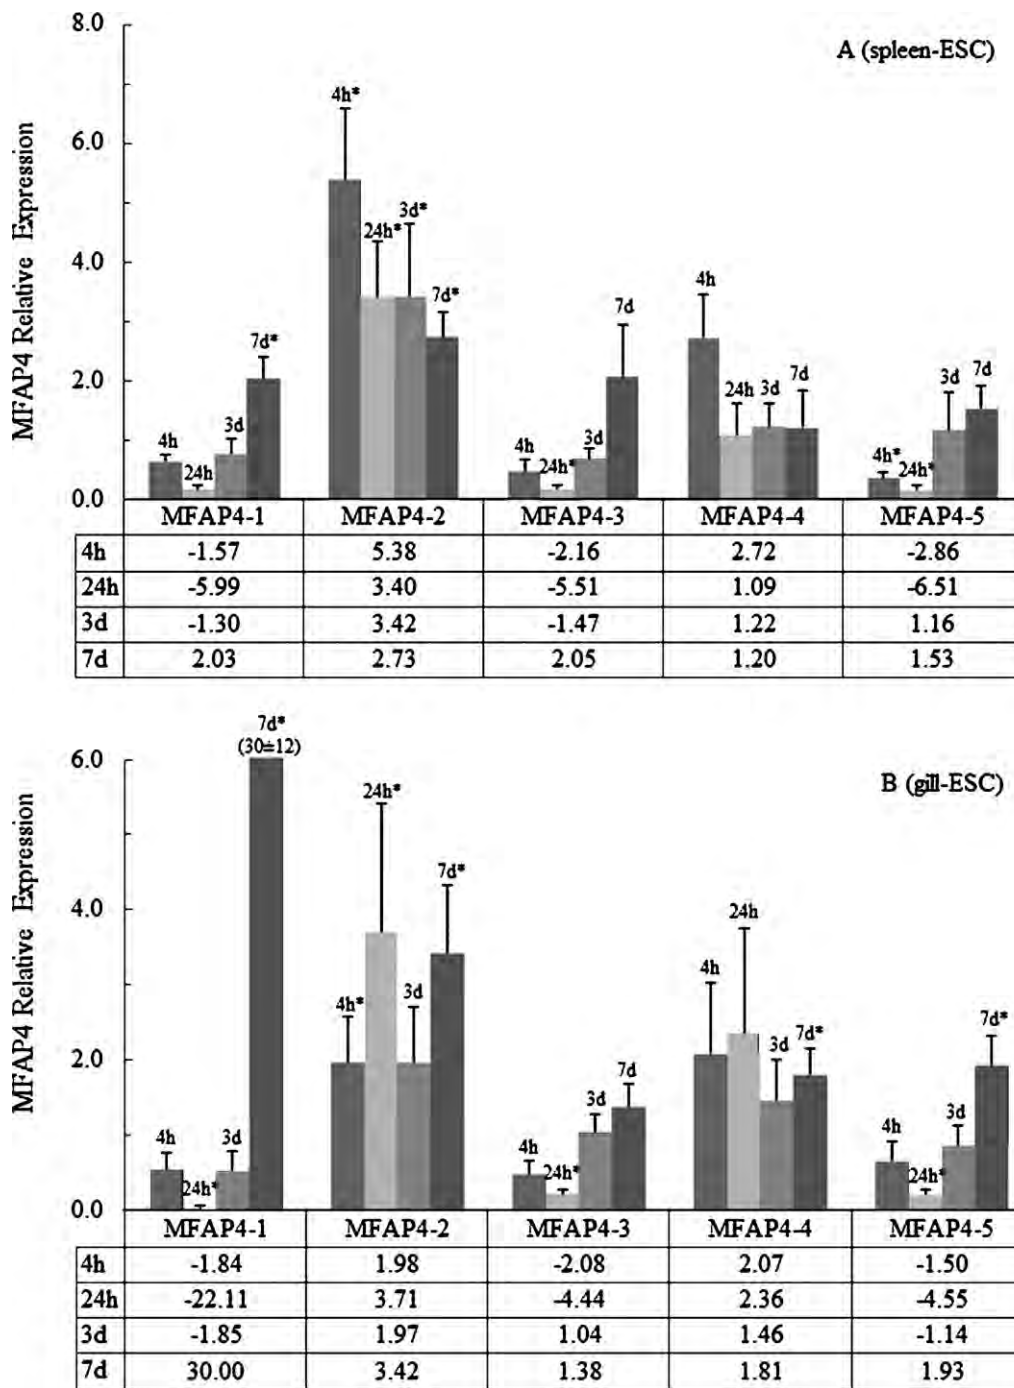 8.0
A (spleen-ESC)
4h*
6.0
3d*
24h*
4.0
7d*
4h
7d
7d*
2.0
24h
3d
7d
3d
7d
4h
24h
3d
4h
24h*
3d
4h*
24h*
0.0
MFAP4 Relative Expression
MFAP4-1 MFAP4-2 MFAP4-3 MFAP4-4 MFAP4-5
4h -1.57 5.38 -2.16 2.72 -2.86
24h -5.99 3.40 -5.51 1.09 -6.51
3d -1.30 3.42 -1.47 1.22 1.16
7d 2.03 2.73 2.05 1.20 1.53
7d*
(30±12)
6.0
B (gill-ESC)
24h*
7d*
4.0
24h
4h
4h*
3d
7d*
3d
7d*
2.0
7d
4h
3d
4h
24h*
3d
4h
24h*
3d
4h
24h*
3d
0.0
MFAP4 Relative Expression
MFAP4-1 MFAP4-2 MFAP4-3 MFAP4-4 MFAP4-5
4h -1.84 1.98 -2.08 2.07 -1.50
24h -22.11 3.71 -4.44 2.36 -4.55
3d -1.85 1.97 1.04 1.46 -1.14
7d 30.00 3.42 1.38 1.81 1.93